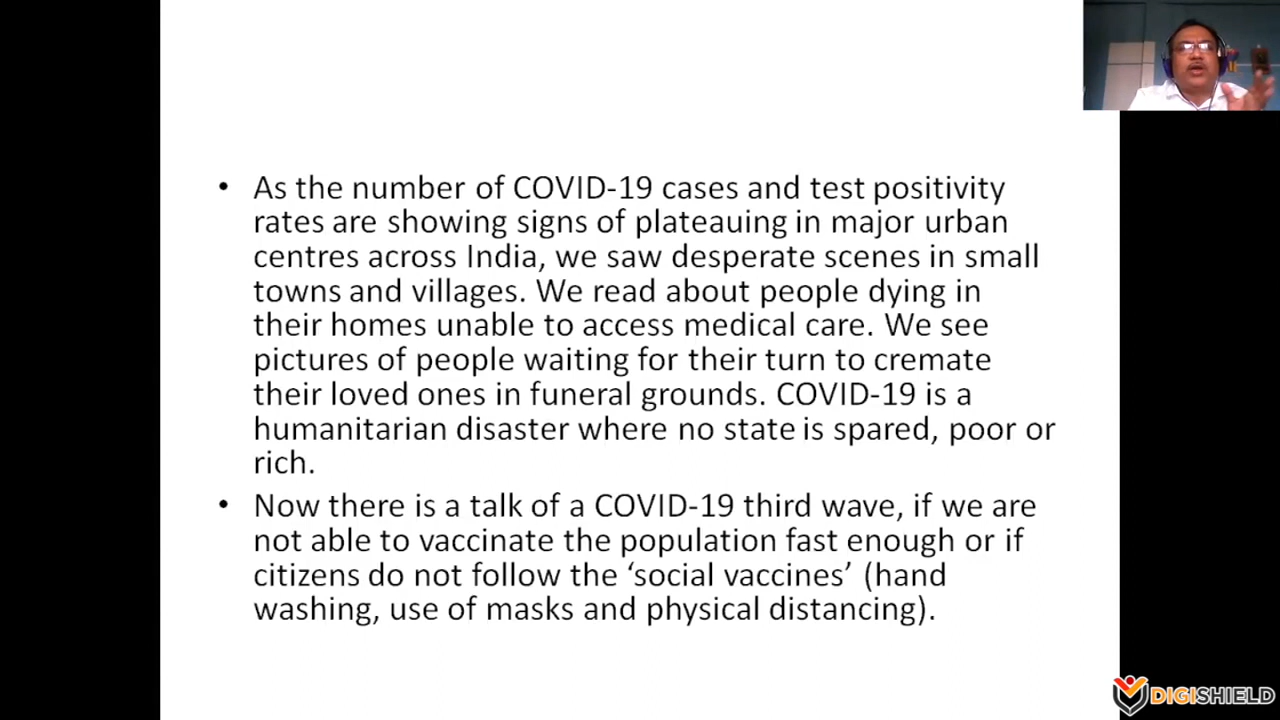 • As the number of COVID-19 cases and test positivity
rates are showing signs of plateauing in major urban
centres across India, we saw desperate scenes in small
towns and villages. We read about people dying in
their homes unable to access medical care. We see
pictures of people waiting for their turn to cremate
their loved ones in funeral grounds. COVID-19 is a
humanitarian disaster where no state is spared, poor or
rich.
• Now there is a talk of a COVID-19 third wave, if we are
not able to vaccinate the population fast enough or if
citizens do not follow the ‘social vaccines’ (hand
washing, use of masks and physical distancing).
DIGISHIELD